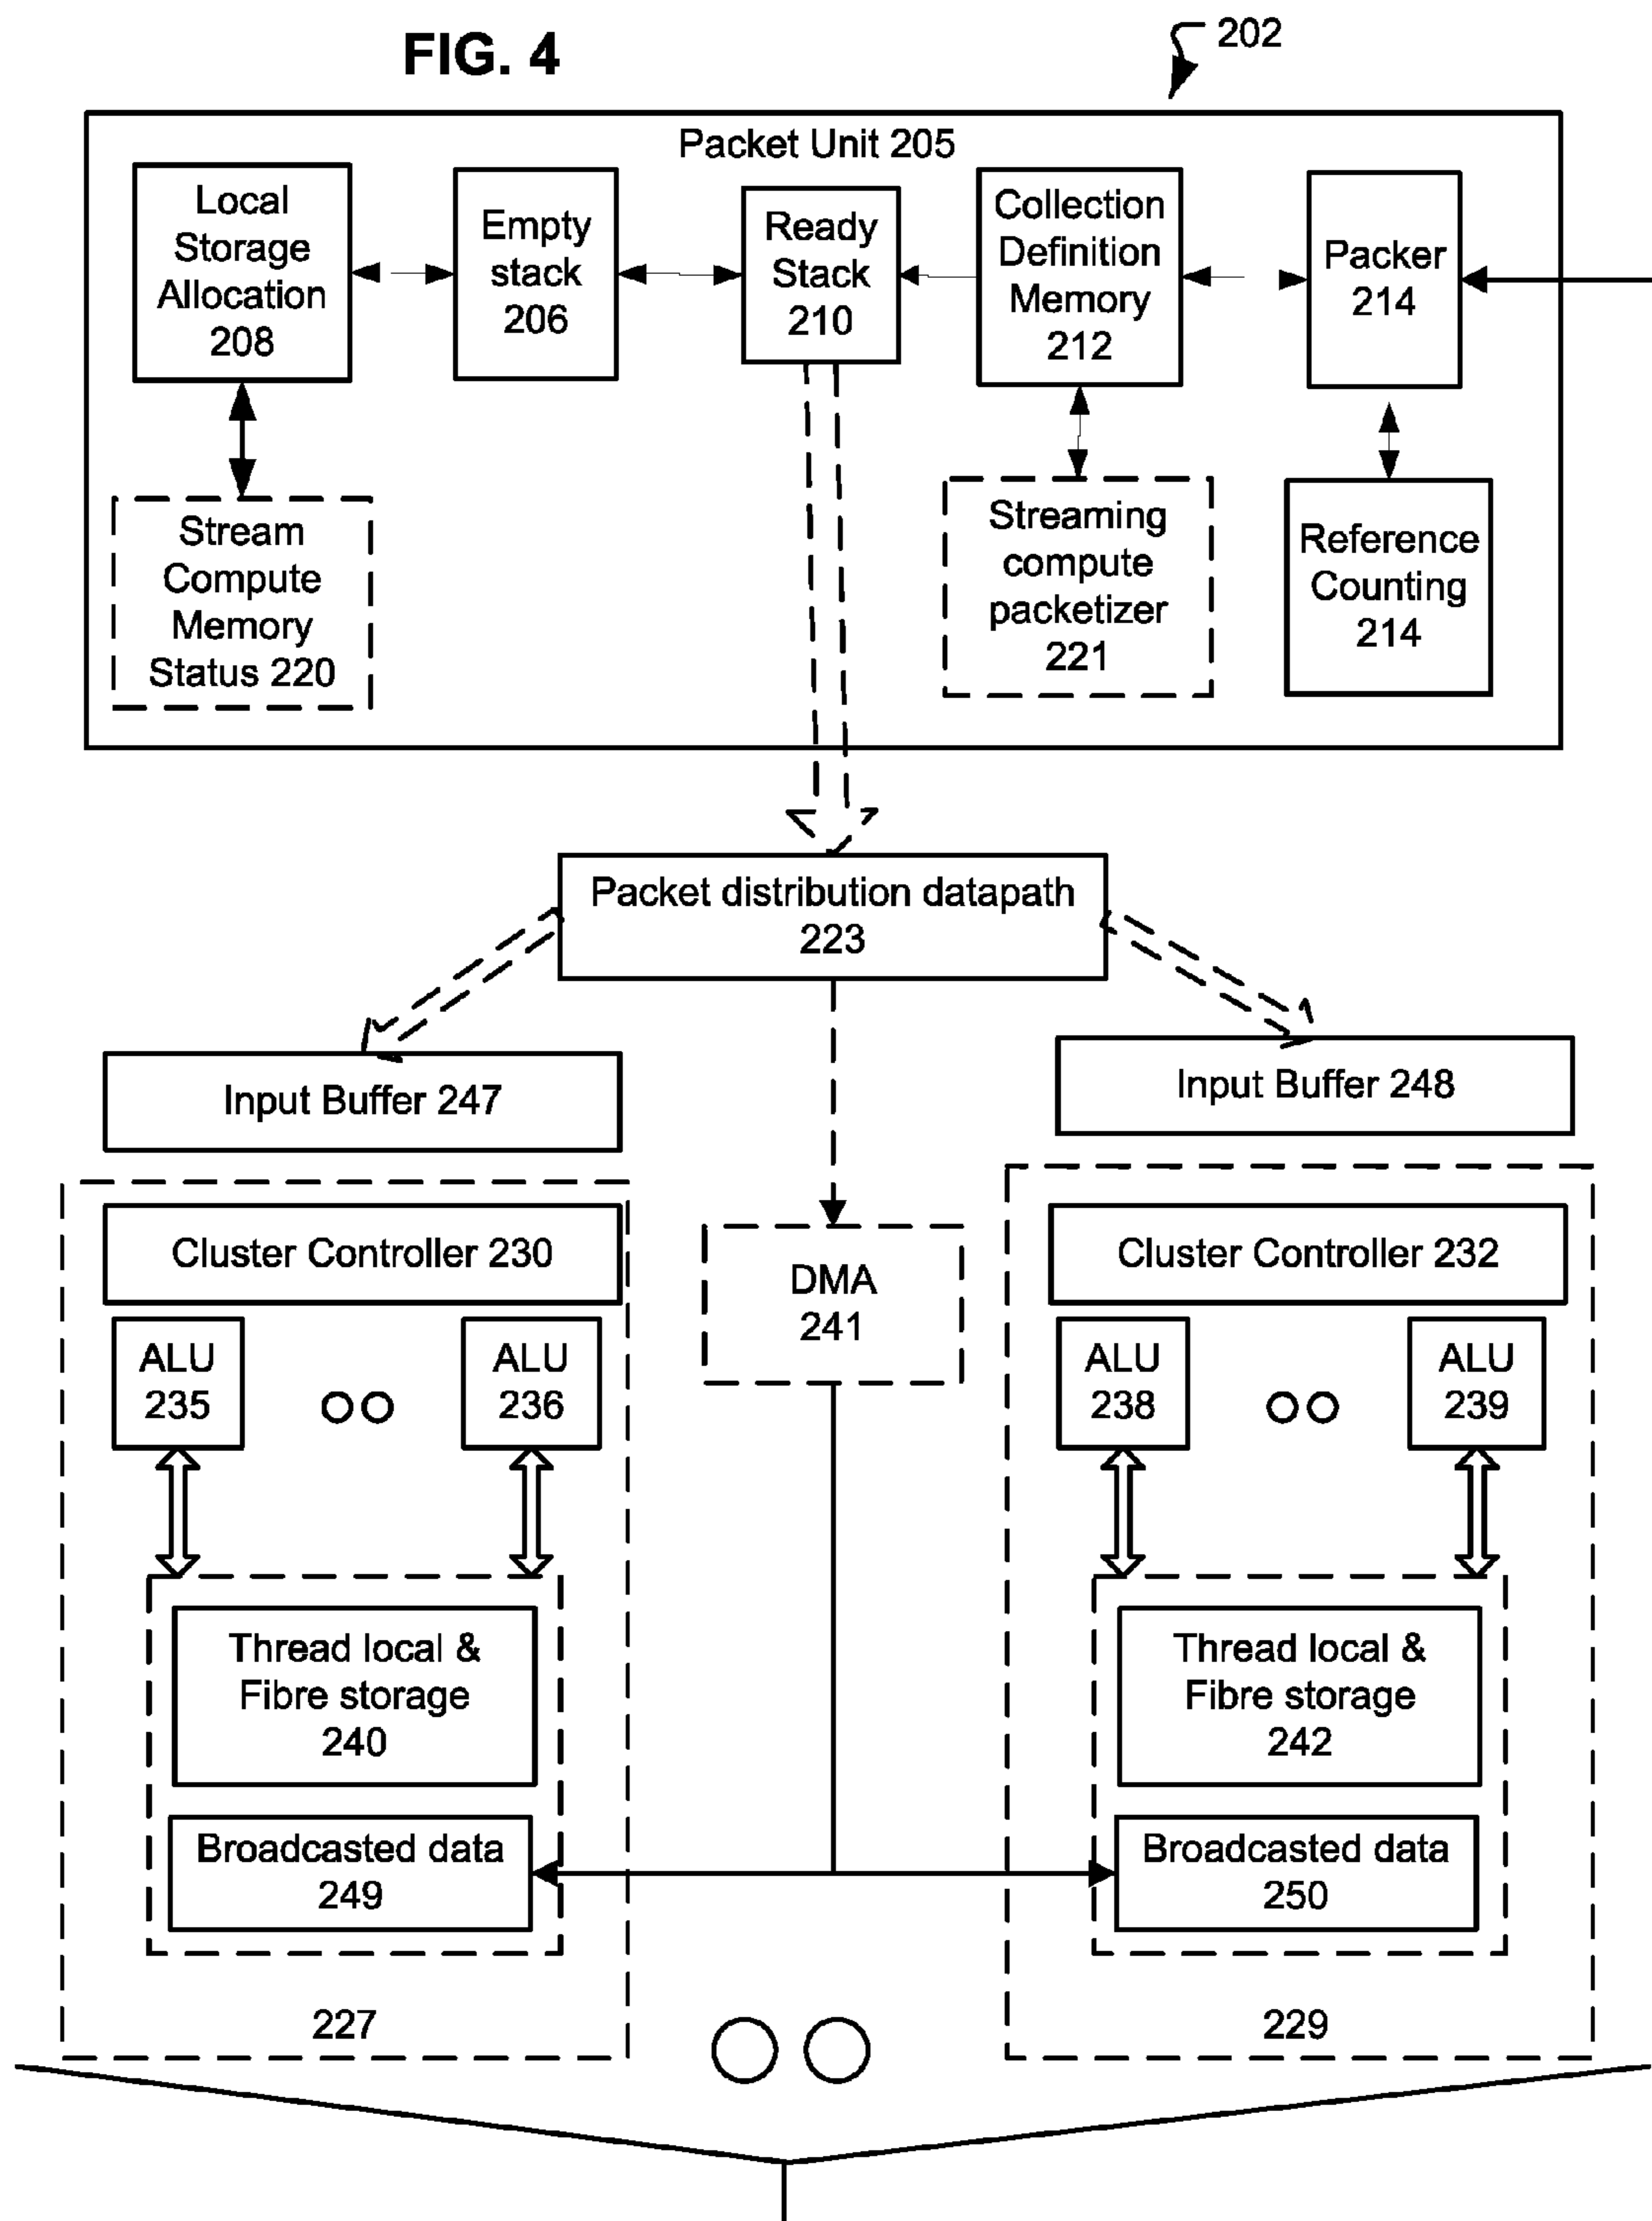 FIG. 4
202
Packet Unit 205
Local
Storage
Allocation
208
Empty
stack
206
Ready
Stack
210
Collection
Definition
Memory
212
Packer
214
Stream
Compute
Memory
Status 220
Streaming
compute
packetizer
221
Reference
Counting
214
Packet distribution datapath
223
Input Buffer 247
Input Buffer 248
Cluster Controller 230
DMA
241
Cluster Controller 232
ALU
235
ALU
236
ALU
238
ALU
239
Thread local &
Fibre storage
240
Thread local &
Fibre storage
242
Broadcasted data
249
Broadcasted data
250
227
229